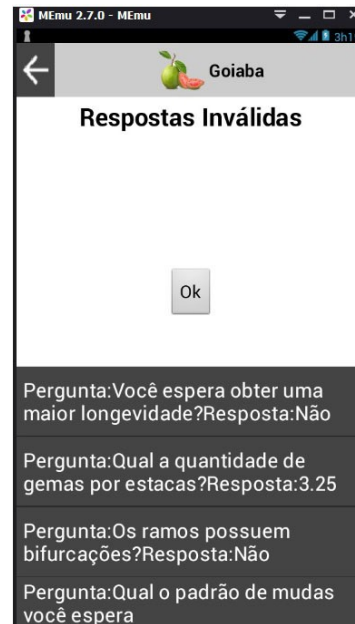 MEmu 2.7.0 - MEmu
3h1
Goiaba
Respostas Inválidas
Ok
Pergunta:Você espera obter uma
maior longevidade?Resposta:Não
Pergunta:Qual a quantidade de
gemas por estacas?Resposta:3.25
Pergunta:Os ramos possuem
bifurcações?Resposta:Não
Pergunta:Qual o padrão de mudas
você espera